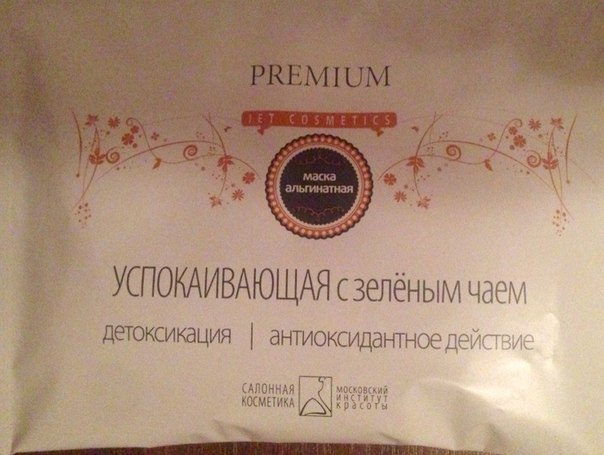 PREMIUM
JET COSMETICS
маска
альгинатная
УСПОКАИВАЮЩАЯ с зелёным чаем
детоксикация | антиоксидантное действие
САЛОННАЯ
КОСМЕТИКА
МОСКОВСКИЙ
ИНСТИТУТ
КРАСОТЫ